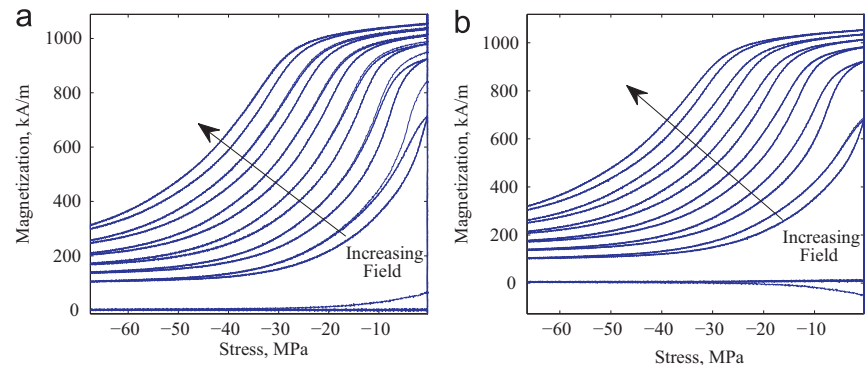 a
1000
800
600
400
200
0
Magnetization, kA/m
Increasing
Field
−60 −50 −40 −30 −20 −10
Stress, MPa
b
1000
800
600
400
200
0
Magnetization, kA/m
Increasing
Field
−60 −50 −40 −30 −20 −10
Stress, MPa